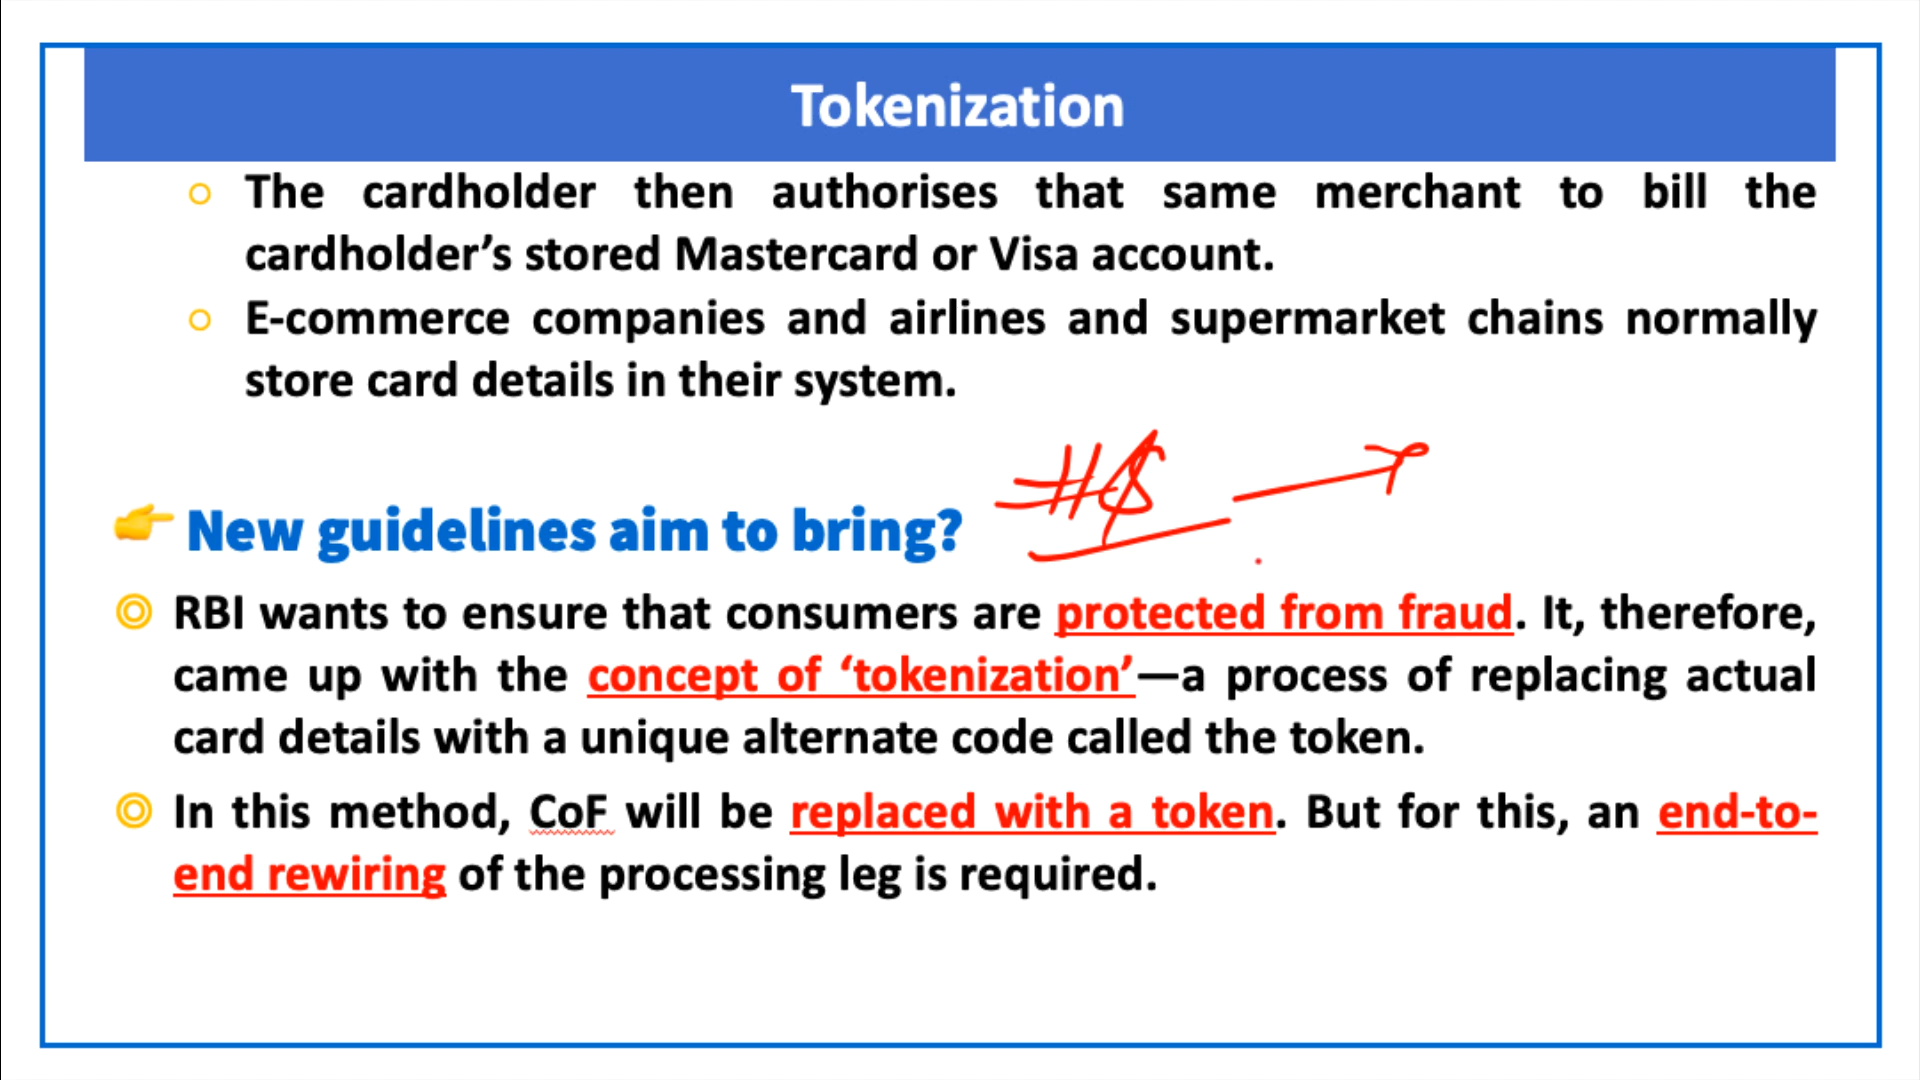 Tokenization
The cardholder then authorises that same merchant to bill the
cardholder’s stored Mastercard or Visa account.
E-commerce companies and airlines and supermarket chains normally
store card details in their system.
#$
New guidelines aim to bring?
RBI wants to ensure that consumers are protected from fraud. It, therefore,
came up with the concept of ‘tokenization’—a process of replacing actual
card details with a unique alternate code called the token.
In this method, CoF will be replaced with a token. But for this, an end-to-
end rewiring of the processing leg is required.